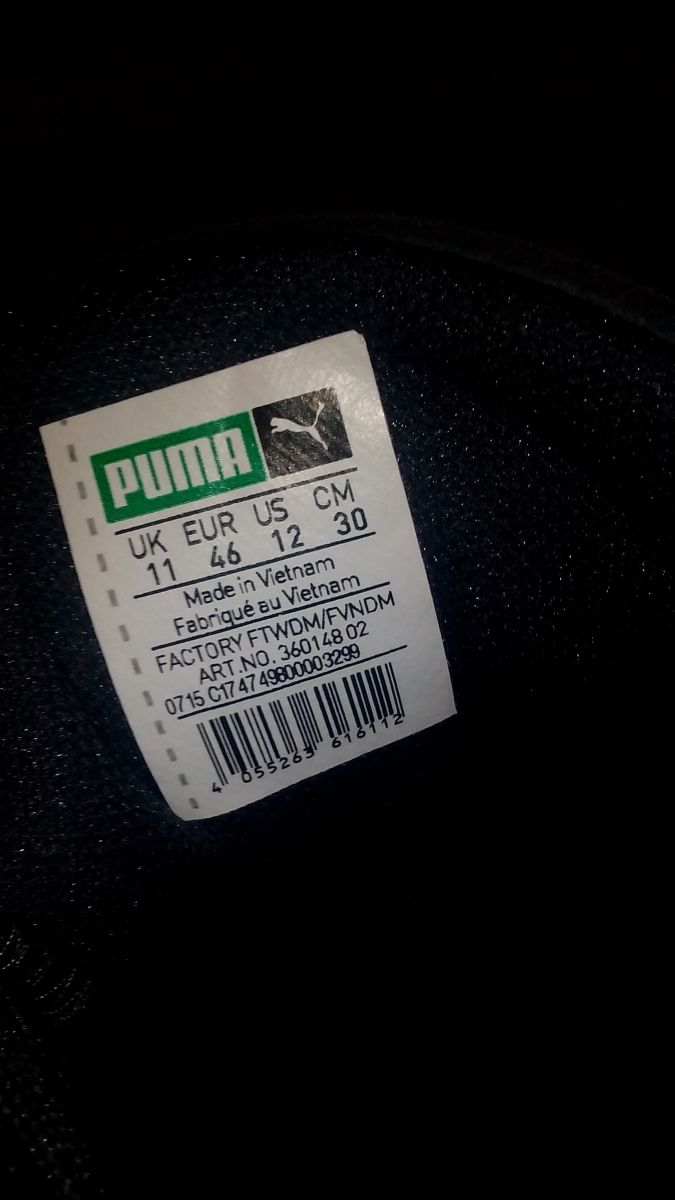 PUMA
UK EUR US CM
11 46 12 30
Made in Vietnam
Fabriqué au Vietnam
FACTORY FTWDM/FVNDM
ART.NO. 360148 02
0715 C174749800003299
4 055263 616112